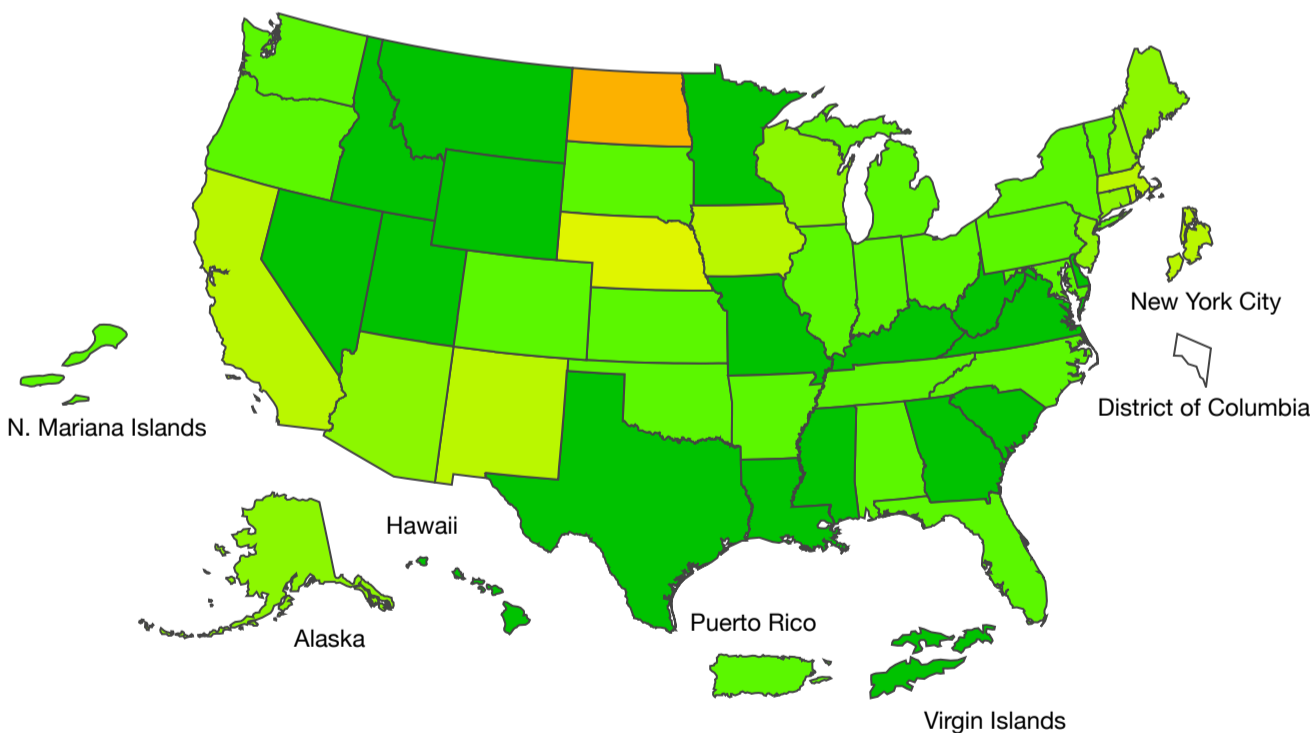 New York City
District of Columbia
N. Mariana Islands
Hawaii
Alaska
Puerto Rico
Virgin Islands